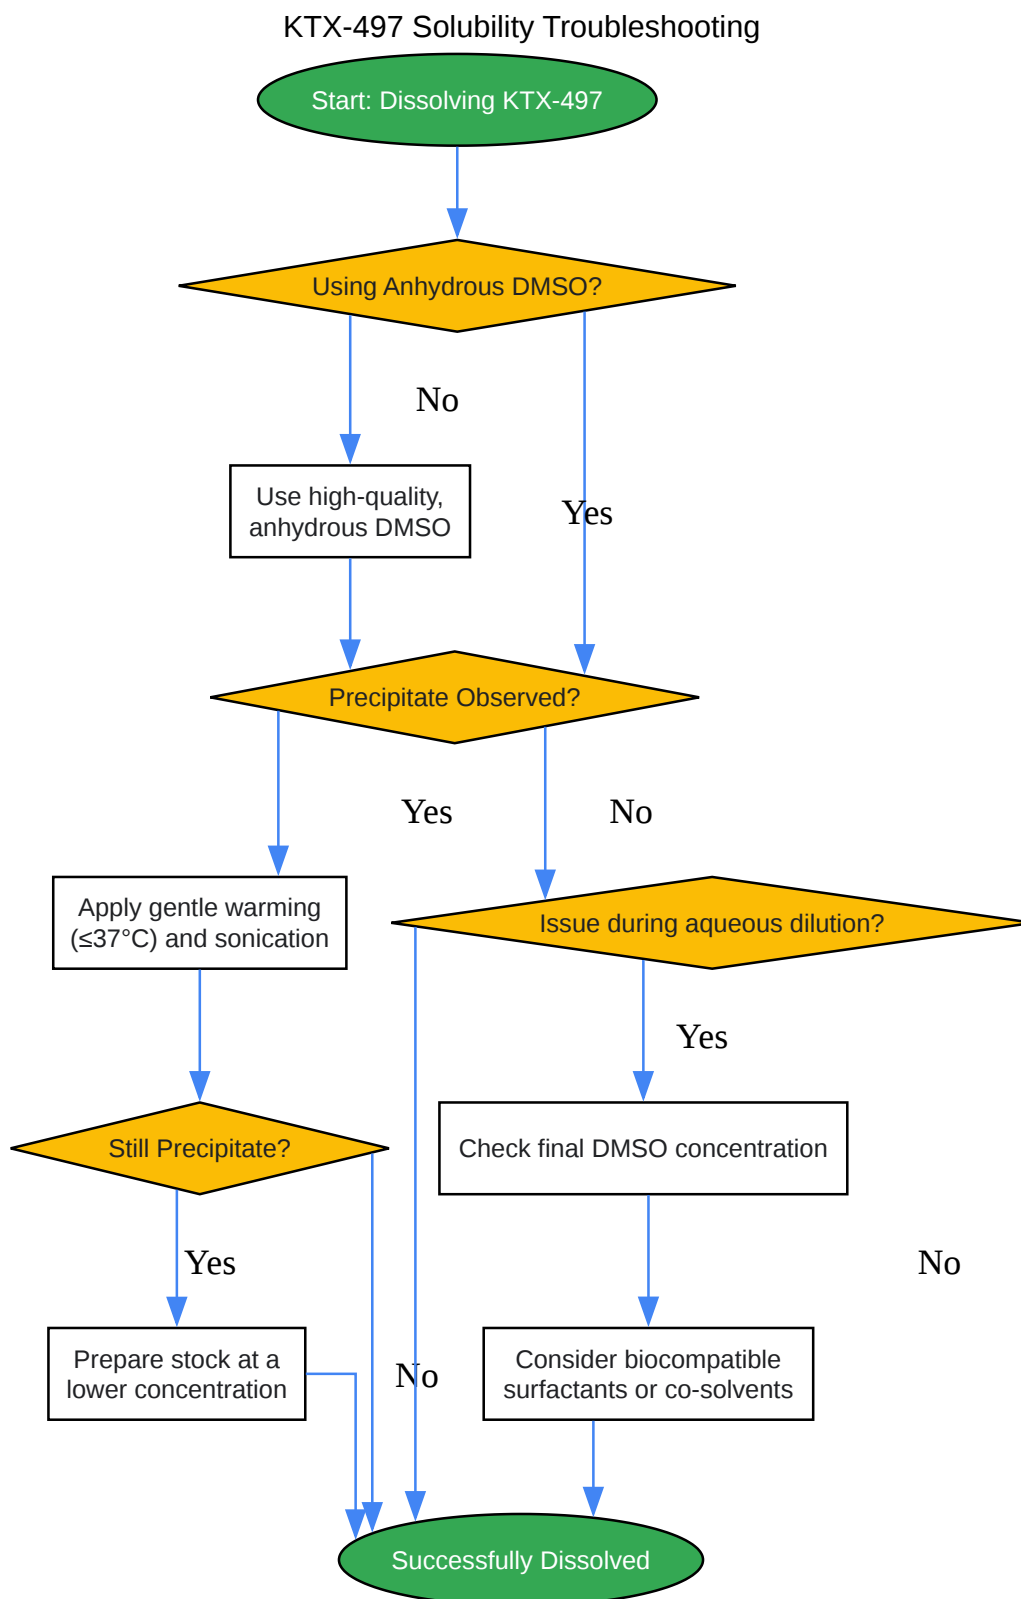 KTX-497 Solubility Troubleshooting
Start: Dissolving KTX-497
Using Anhydrous DMSO?
No
Use high-quality,
anhydrous DMSO
Yes
Precipitate Observed?
Yes
No
Apply gentle warming
(≤37°C) and sonication
Issue during aqueous dilution?
Yes
Still Precipitate?
Check final DMSO concentration
Yes
No
Prepare stock at a
lower concentration
No
Consider biocompatible
surfactants or co-solvents
Successfully Dissolved